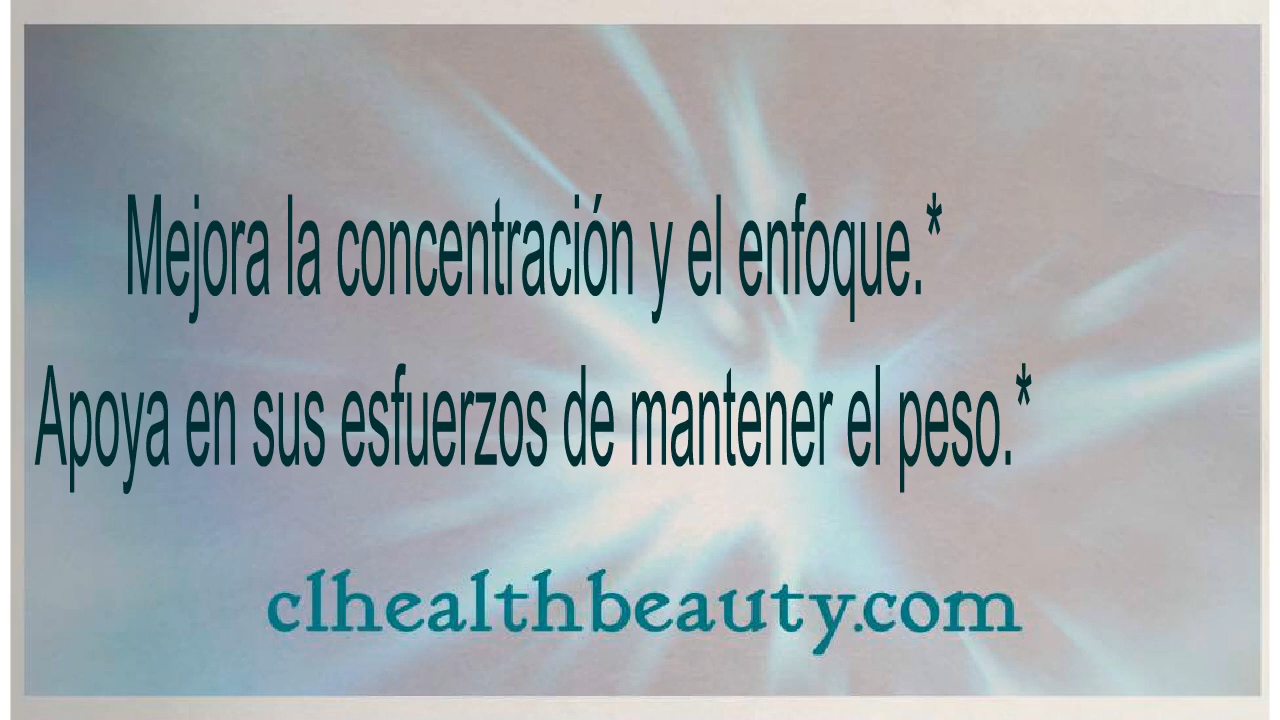 Mejora la concentración y el enfoque.*
Apoya en sus esfuerzos de mantener el peso.*
clhealthbeauty.com